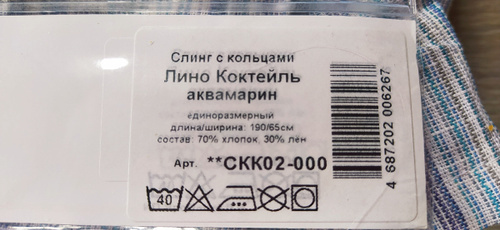 Слинг с кольцами
Лино Коктейль
аквамарин
единоразмерный
длина/ширина: 190/65см
состав: 70% хлопок, 30% лён
Арт. **СКК02-000
40
4 687202 006267